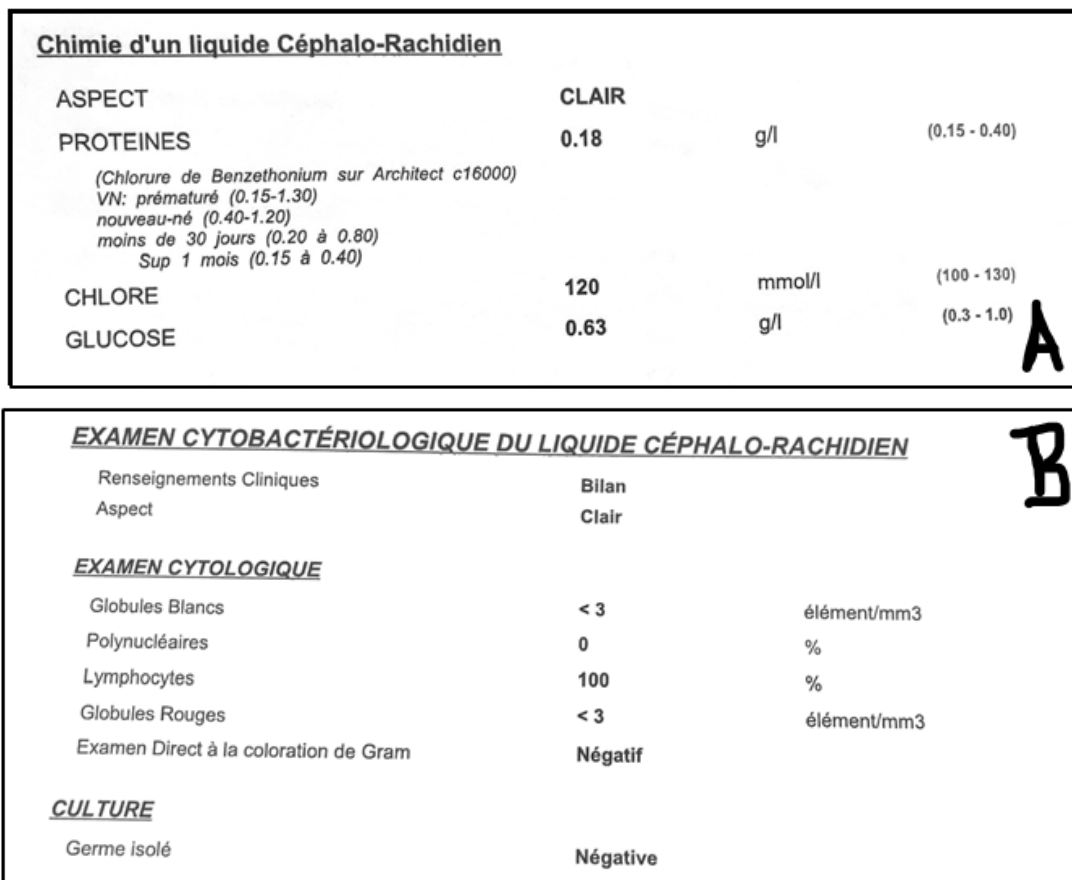 Chimie d'un liquide Céphalo-Rachidien
ASPECT CLAIR
PROTEINES 0.18 g/l (0.15 - 0.40)
(Chlorure de Benzethonium sur Architect c16000)
VN: prématuré (0.15-1.30)
nouveau-né (0.40-1.20)
moins de 30 jours (0.20 à 0.80)
Sup 1 mois (0.15 à 0.40)
CHLORE 120 mmol/l (100 - 130)
GLUCOSE 0.63 g/l (0.3 - 1.0)
A
EXAMEN CYTOBACTÉRIOLOGIQUE DU LIQUIDE CÉPHALO-RACHIDIEN
B
Renseignements Cliniques Bilan
Aspect Clair
EXAMEN CYTOLOGIQUE
Globules Blancs < 3 élément/mm3
Polynucléaires 0 %
Lymphocytes 100 %
Globules Rouges < 3 élément/mm3
Examen Direct à la coloration de Gram Négatif
CULTURE
Germe isolé Négative